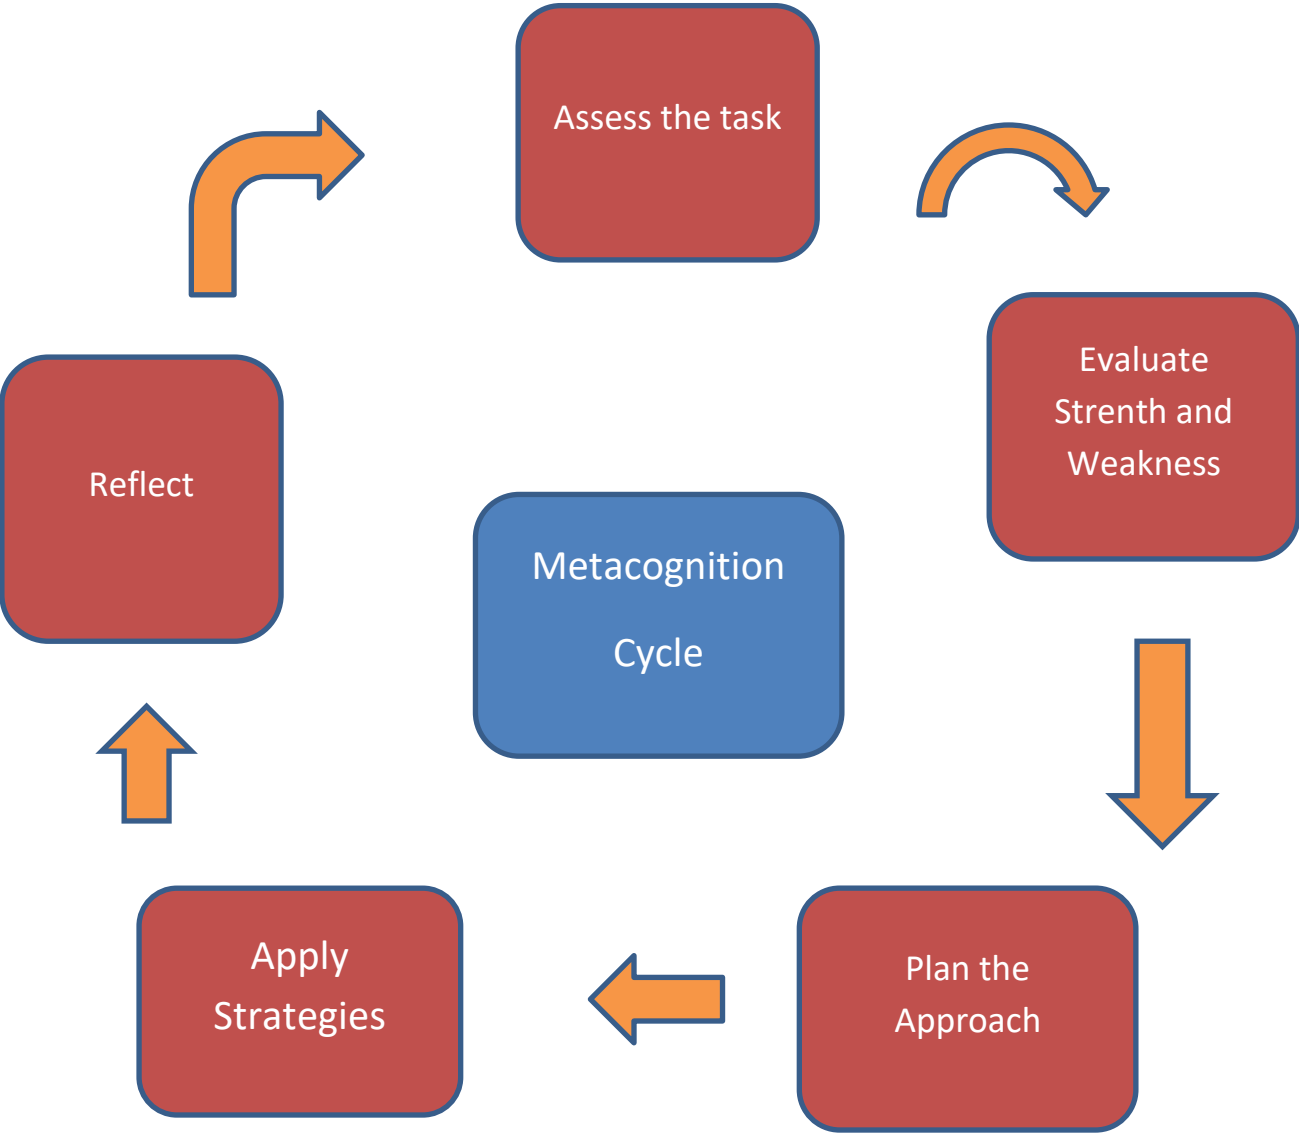 Assess the task
Evaluate
Strenth and
Weakness
Reflect
Metacognition
Cycle
Apply
Strategies
Plan the
Approach